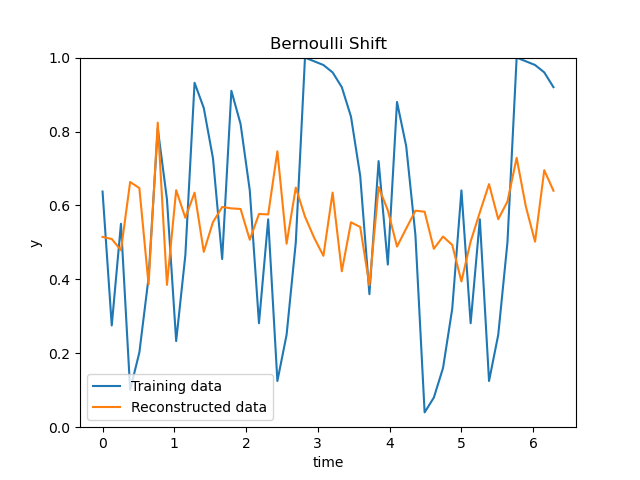 Bernoulli Shift
1.0
0.8
0.6
0.4
0.2
0.0
y
Training data
Reconstructed data
0 1 2 3 4 5 6
time